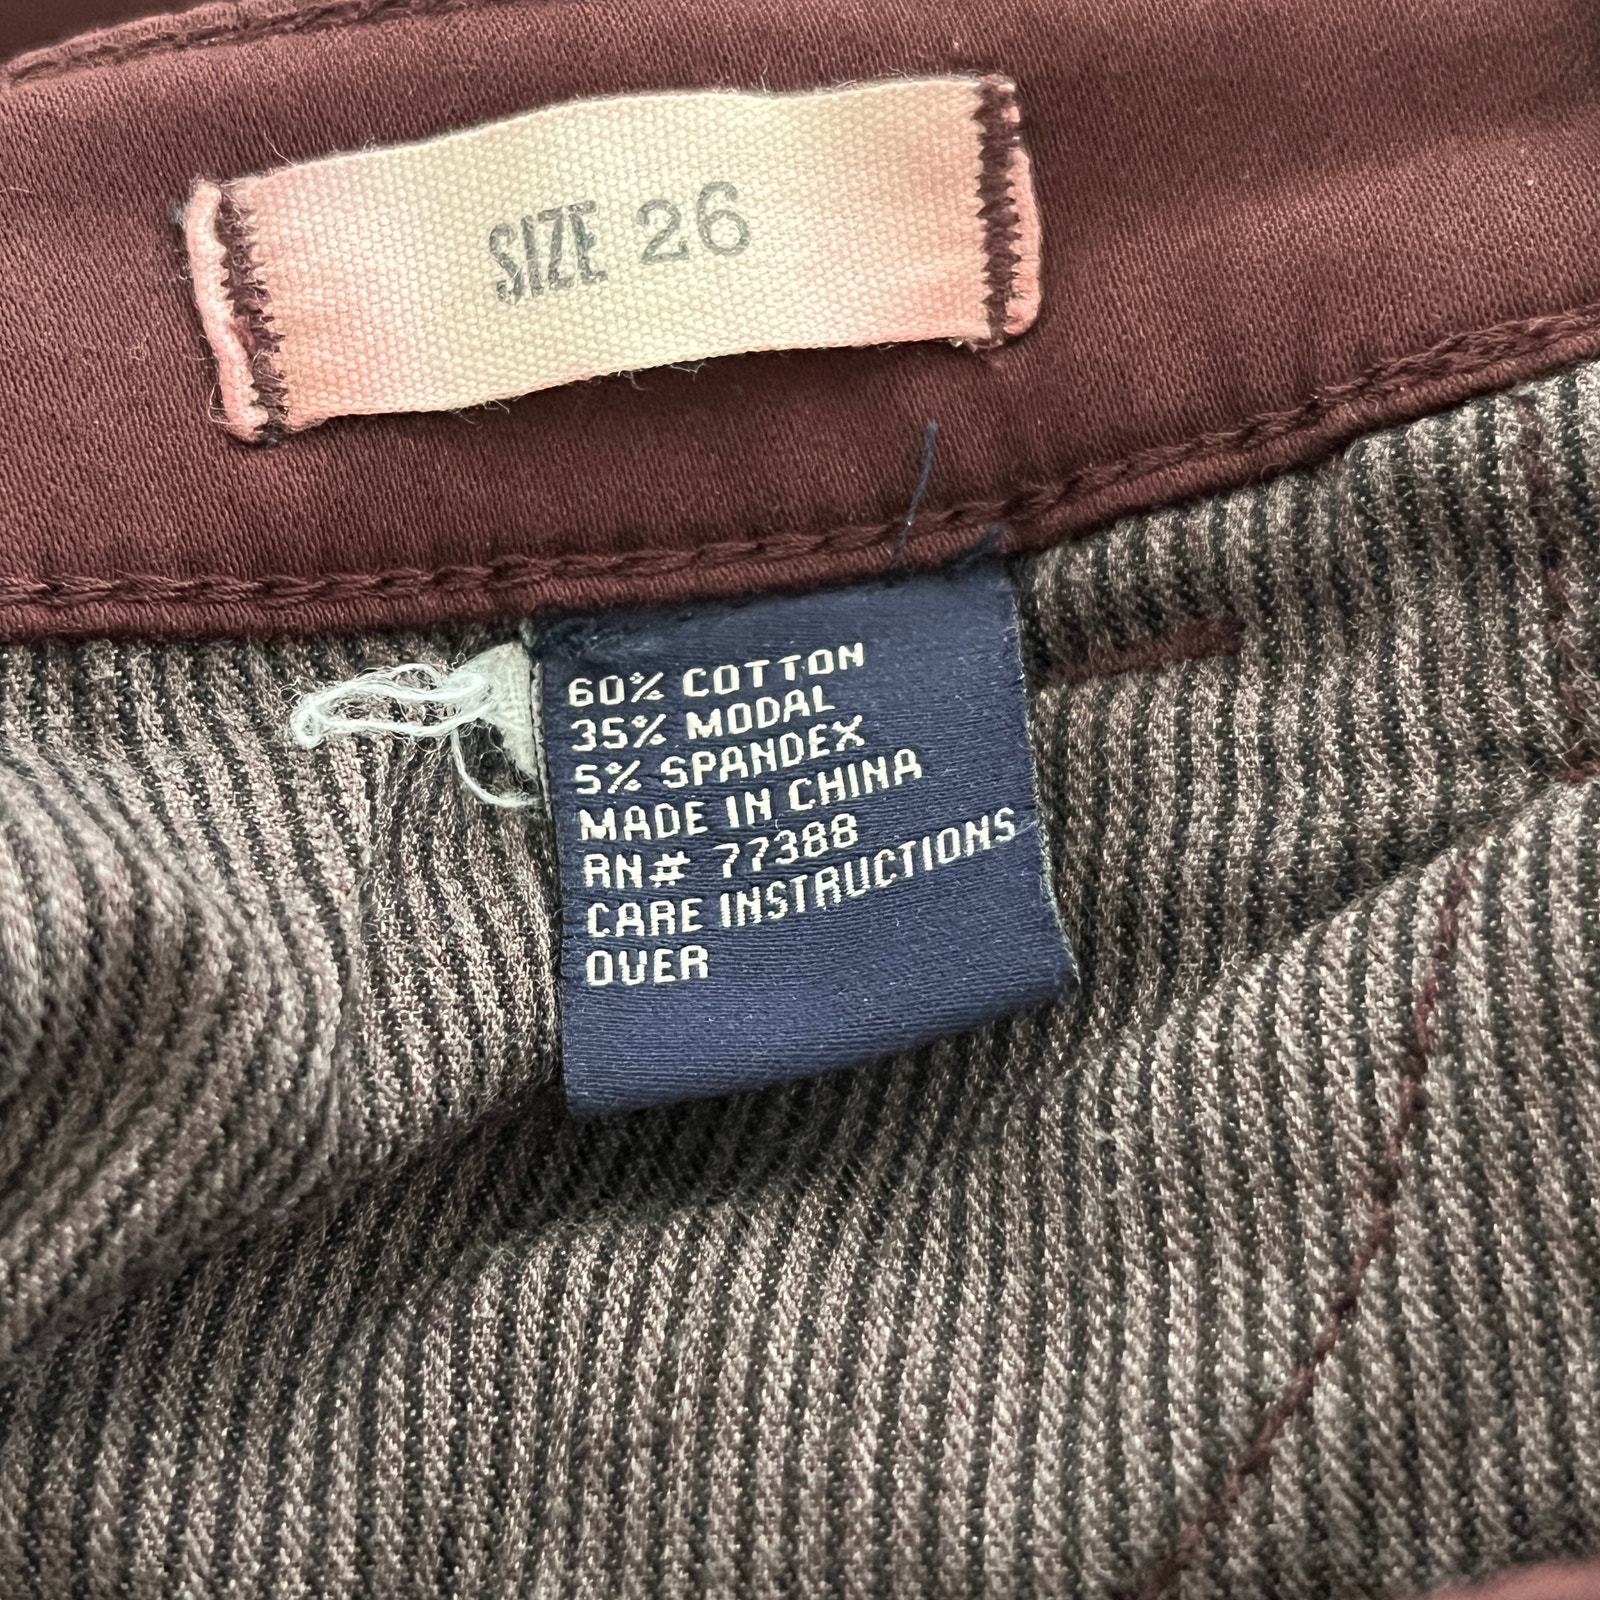 SIZE 26
60% COTTON
35% MODAL
5% SPANDEX
MADE IN CHINA
RN# 77388
CARE INSTRUCTIONS
OVER